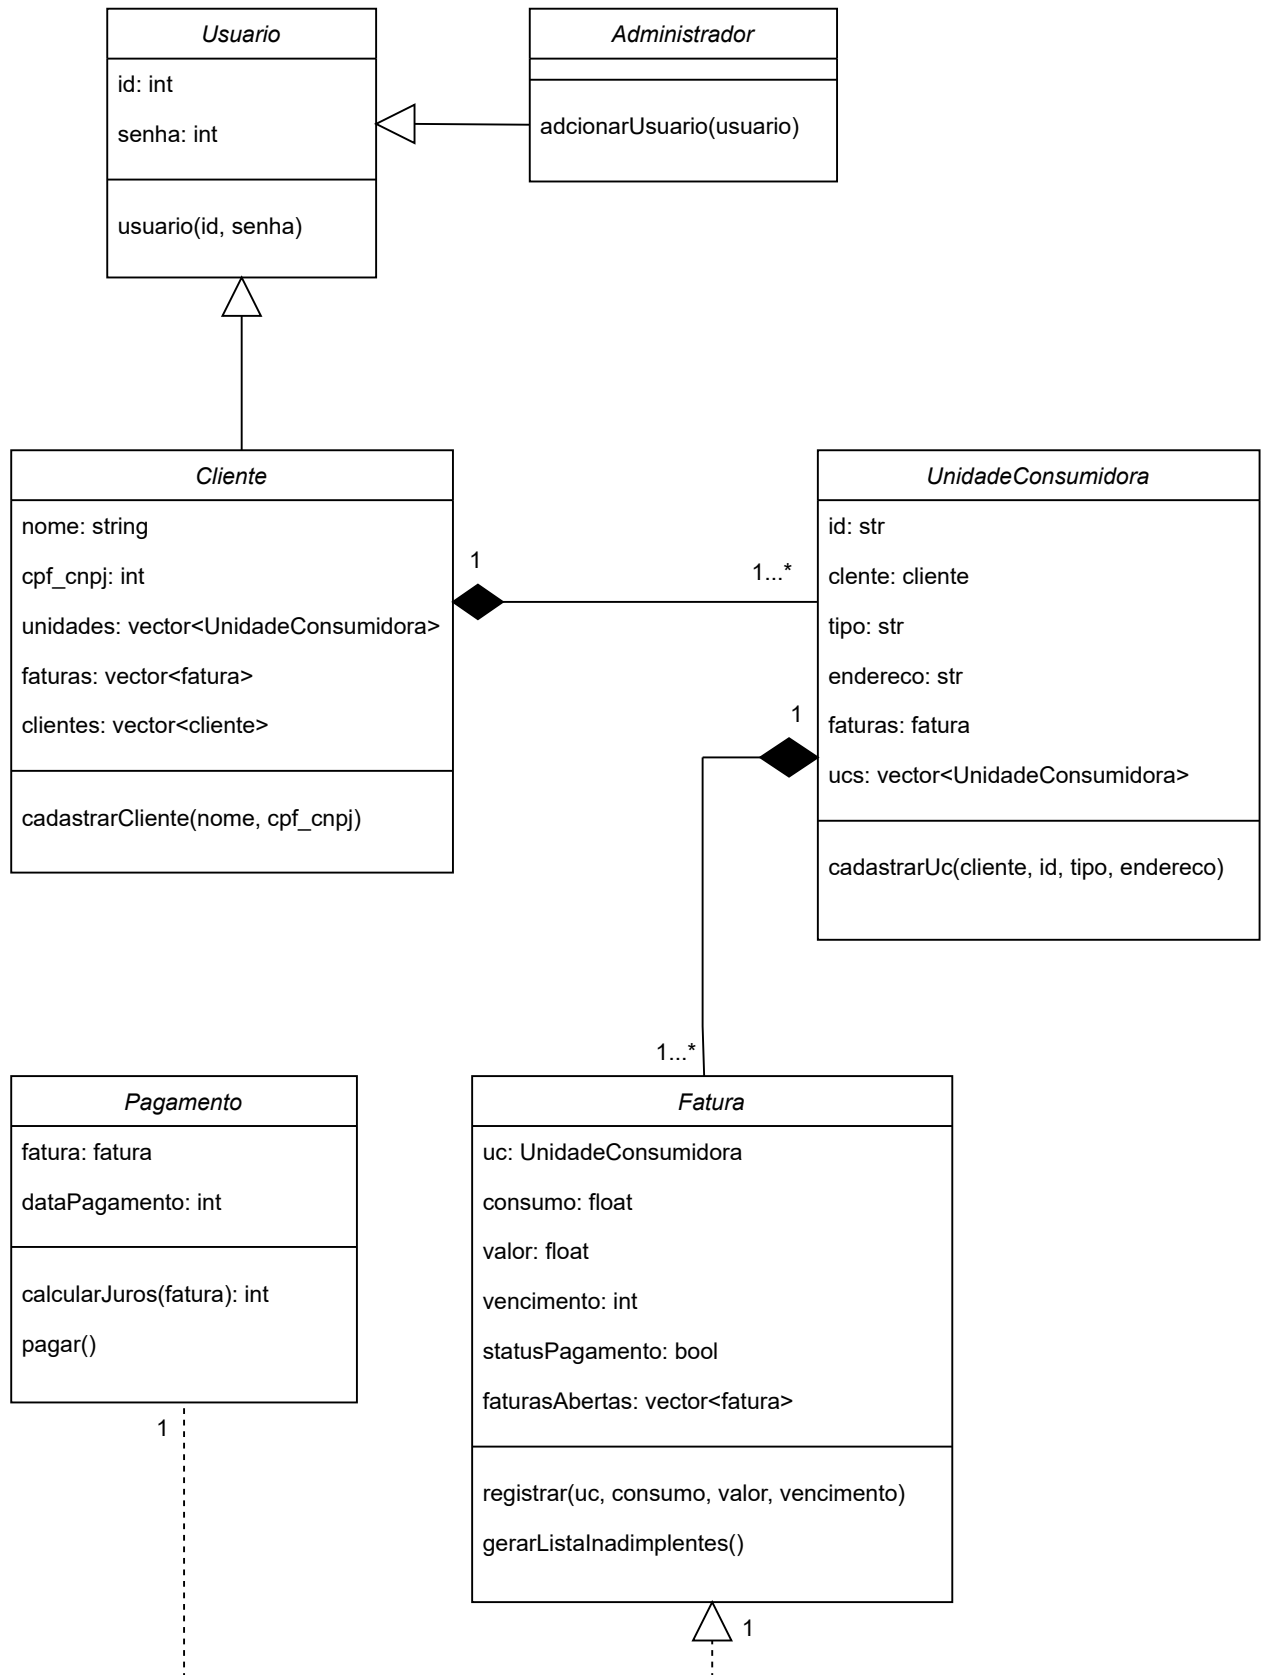 Usuario
id: int
senha: int
usuario(id, senha)
Administrador
adcionarUsuario(usuario)
Cliente
nome: string
cpf_cnpj: int
unidades: vector<UnidadeConsumidora>
faturas: vector<fatura>
clientes: vector<cliente>
cadastrarCliente(nome, cpf_cnpj)
1
1...*
UnidadeConsumidora
id: str
clente: cliente
tipo: str
endereco: str
faturas: fatura
ucs: vector<UnidadeConsumidora>
cadastrarUc(cliente, id, tipo, endereco)
1
1...*
Pagamento
fatura: fatura
dataPagamento: int
calcularJuros(fatura): int
pagar()
1
Fatura
uc: UnidadeConsumidora
consumo: float
valor: float
vencimento: int
statusPagamento: bool
faturasAbertas: vector<fatura>
registrar(uc, consumo, valor, vencimento)
gerarListaInadimplentes()
1